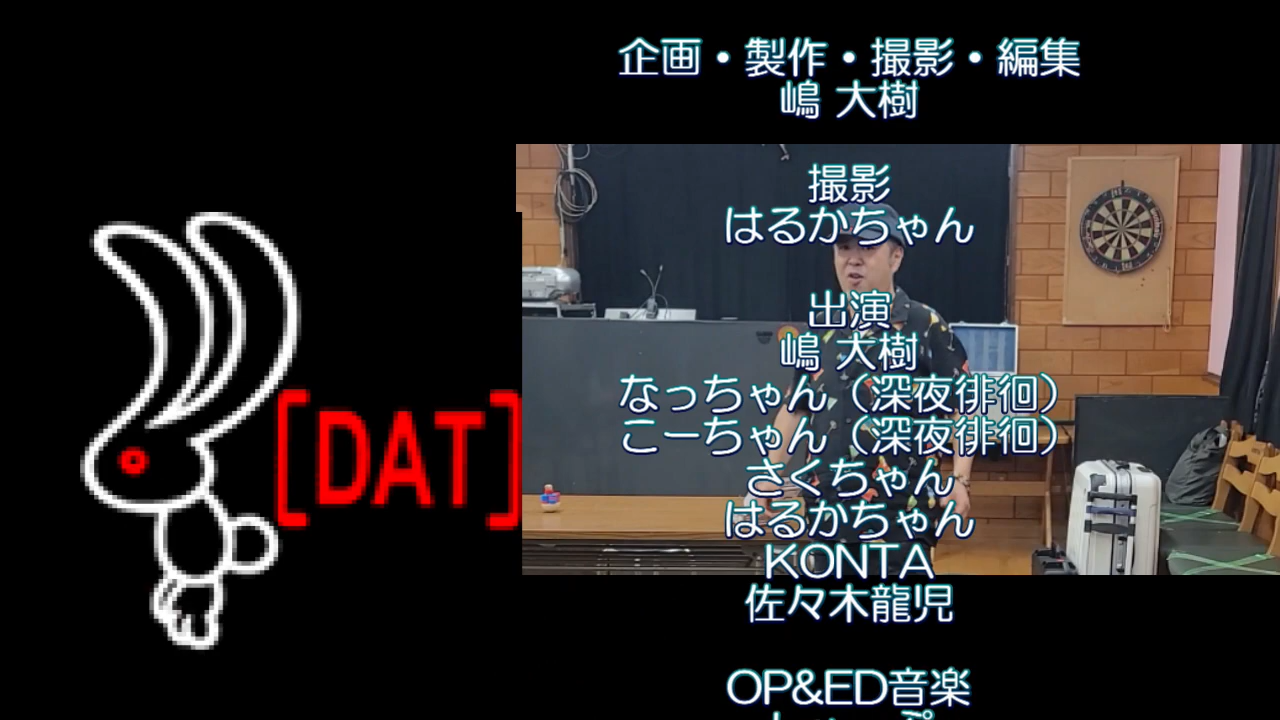 企画・製作・撮影・編集
嶋 大樹
撮影
はるかちゃん
出演
嶋 大樹
なっちゃん（深夜徘徊）
こーちゃん（深夜徘徊）
さくちゃん
はるかちゃん
KONTA
佐々木龍児
OP&ED音楽
[DAT]